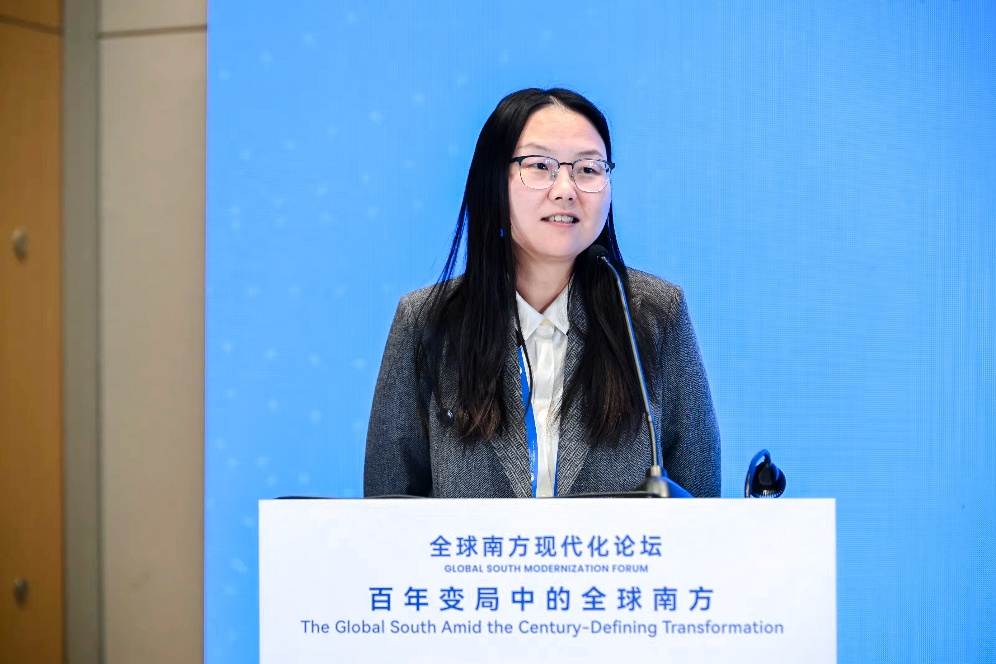 全球南方现代化论坛
GLOBAL SOUTH MODERNIZATION FORUM
百年变局中的全球南方
The Global South Amid the Century-Defining Transformation